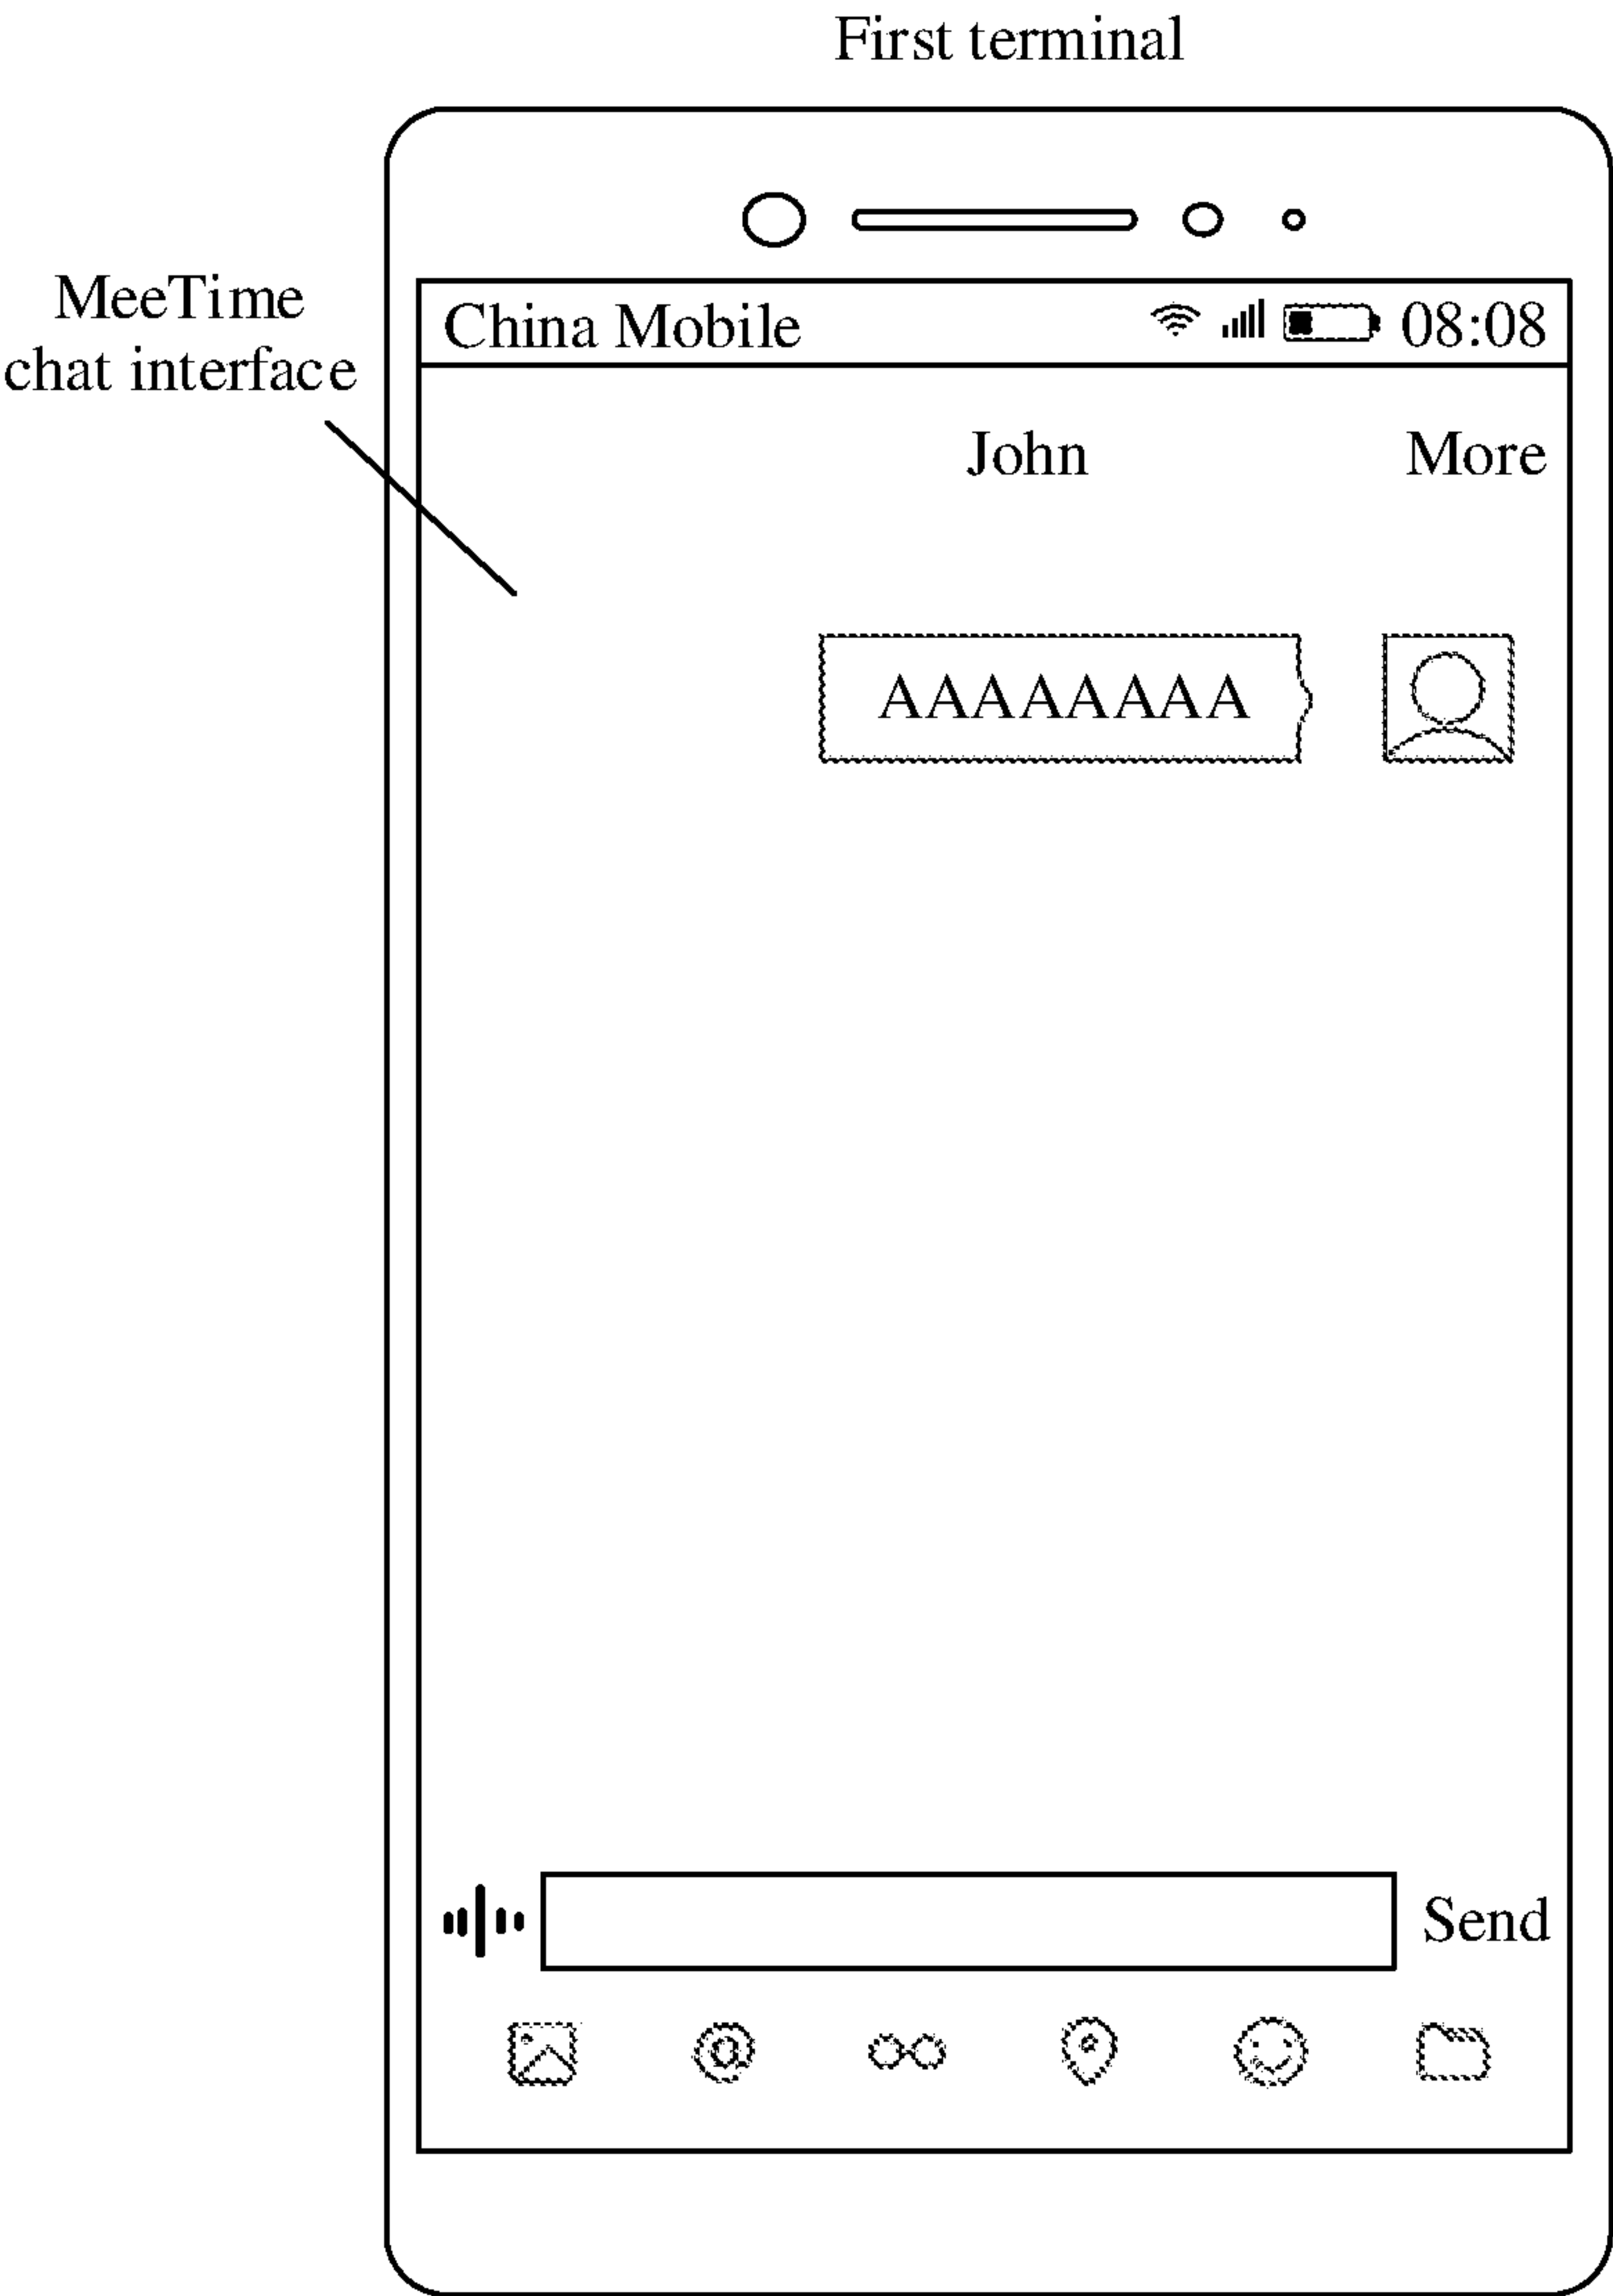 First terminal
MeeTime
chat interface
China Mobile 08:08
John More
AAAAAAAA
Send